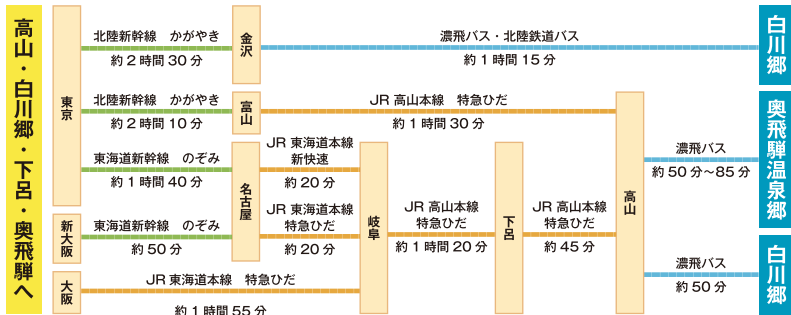 高山・白川郷・下呂・奥飛騨へ
東京
北陸新幹線　かがやき
約2時間30分
金沢
濃飛バス・北陸鉄道バス
約1時間15分
白川郷
北陸新幹線　かがやき
約2時間10分
富山
JR 高山本線　特急ひだ
約1時間30分
東海道新幹線　のぞみ
約1時間40分
名古屋
JR 東海道本線
新快速
約20分
新大阪
東海道新幹線　のぞみ
約50分
JR 東海道本線
特急ひだ
約20分
岐阜
JR 高山本線
特急ひだ
約1時間20分
下呂
JR 高山本線
特急ひだ
約45分
高山
濃飛バス
約50分～85分
奥飛騨温泉郷
濃飛バス
約50分
白川郷
大阪
JR 東海道本線　特急ひだ
約1時間55分